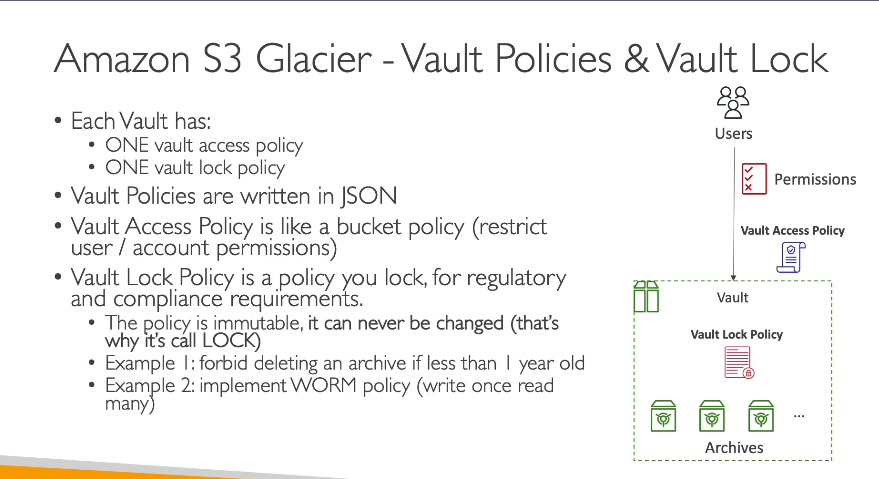 Amazon S3 Glacier - Vault Policies & Vault Lock
• Each Vault has:
• ONE vault access policy
• ONE vault lock policy
• Vault Policies are written in JSON
• Vault Access Policy is like a bucket policy (restrict
user / account permissions)
• Vault Lock Policy is a policy you lock, for regulatory
and compliance requirements.
• The policy is immutable, it can never be changed (that's
why it's call LOCK)
• Example 1: forbid deleting an archive if less than 1 year old
• Example 2: implement WORM policy (write once read
many)
Users
Permissions
Vault Access Policy
Vault
Vault Lock Policy
...
Archives